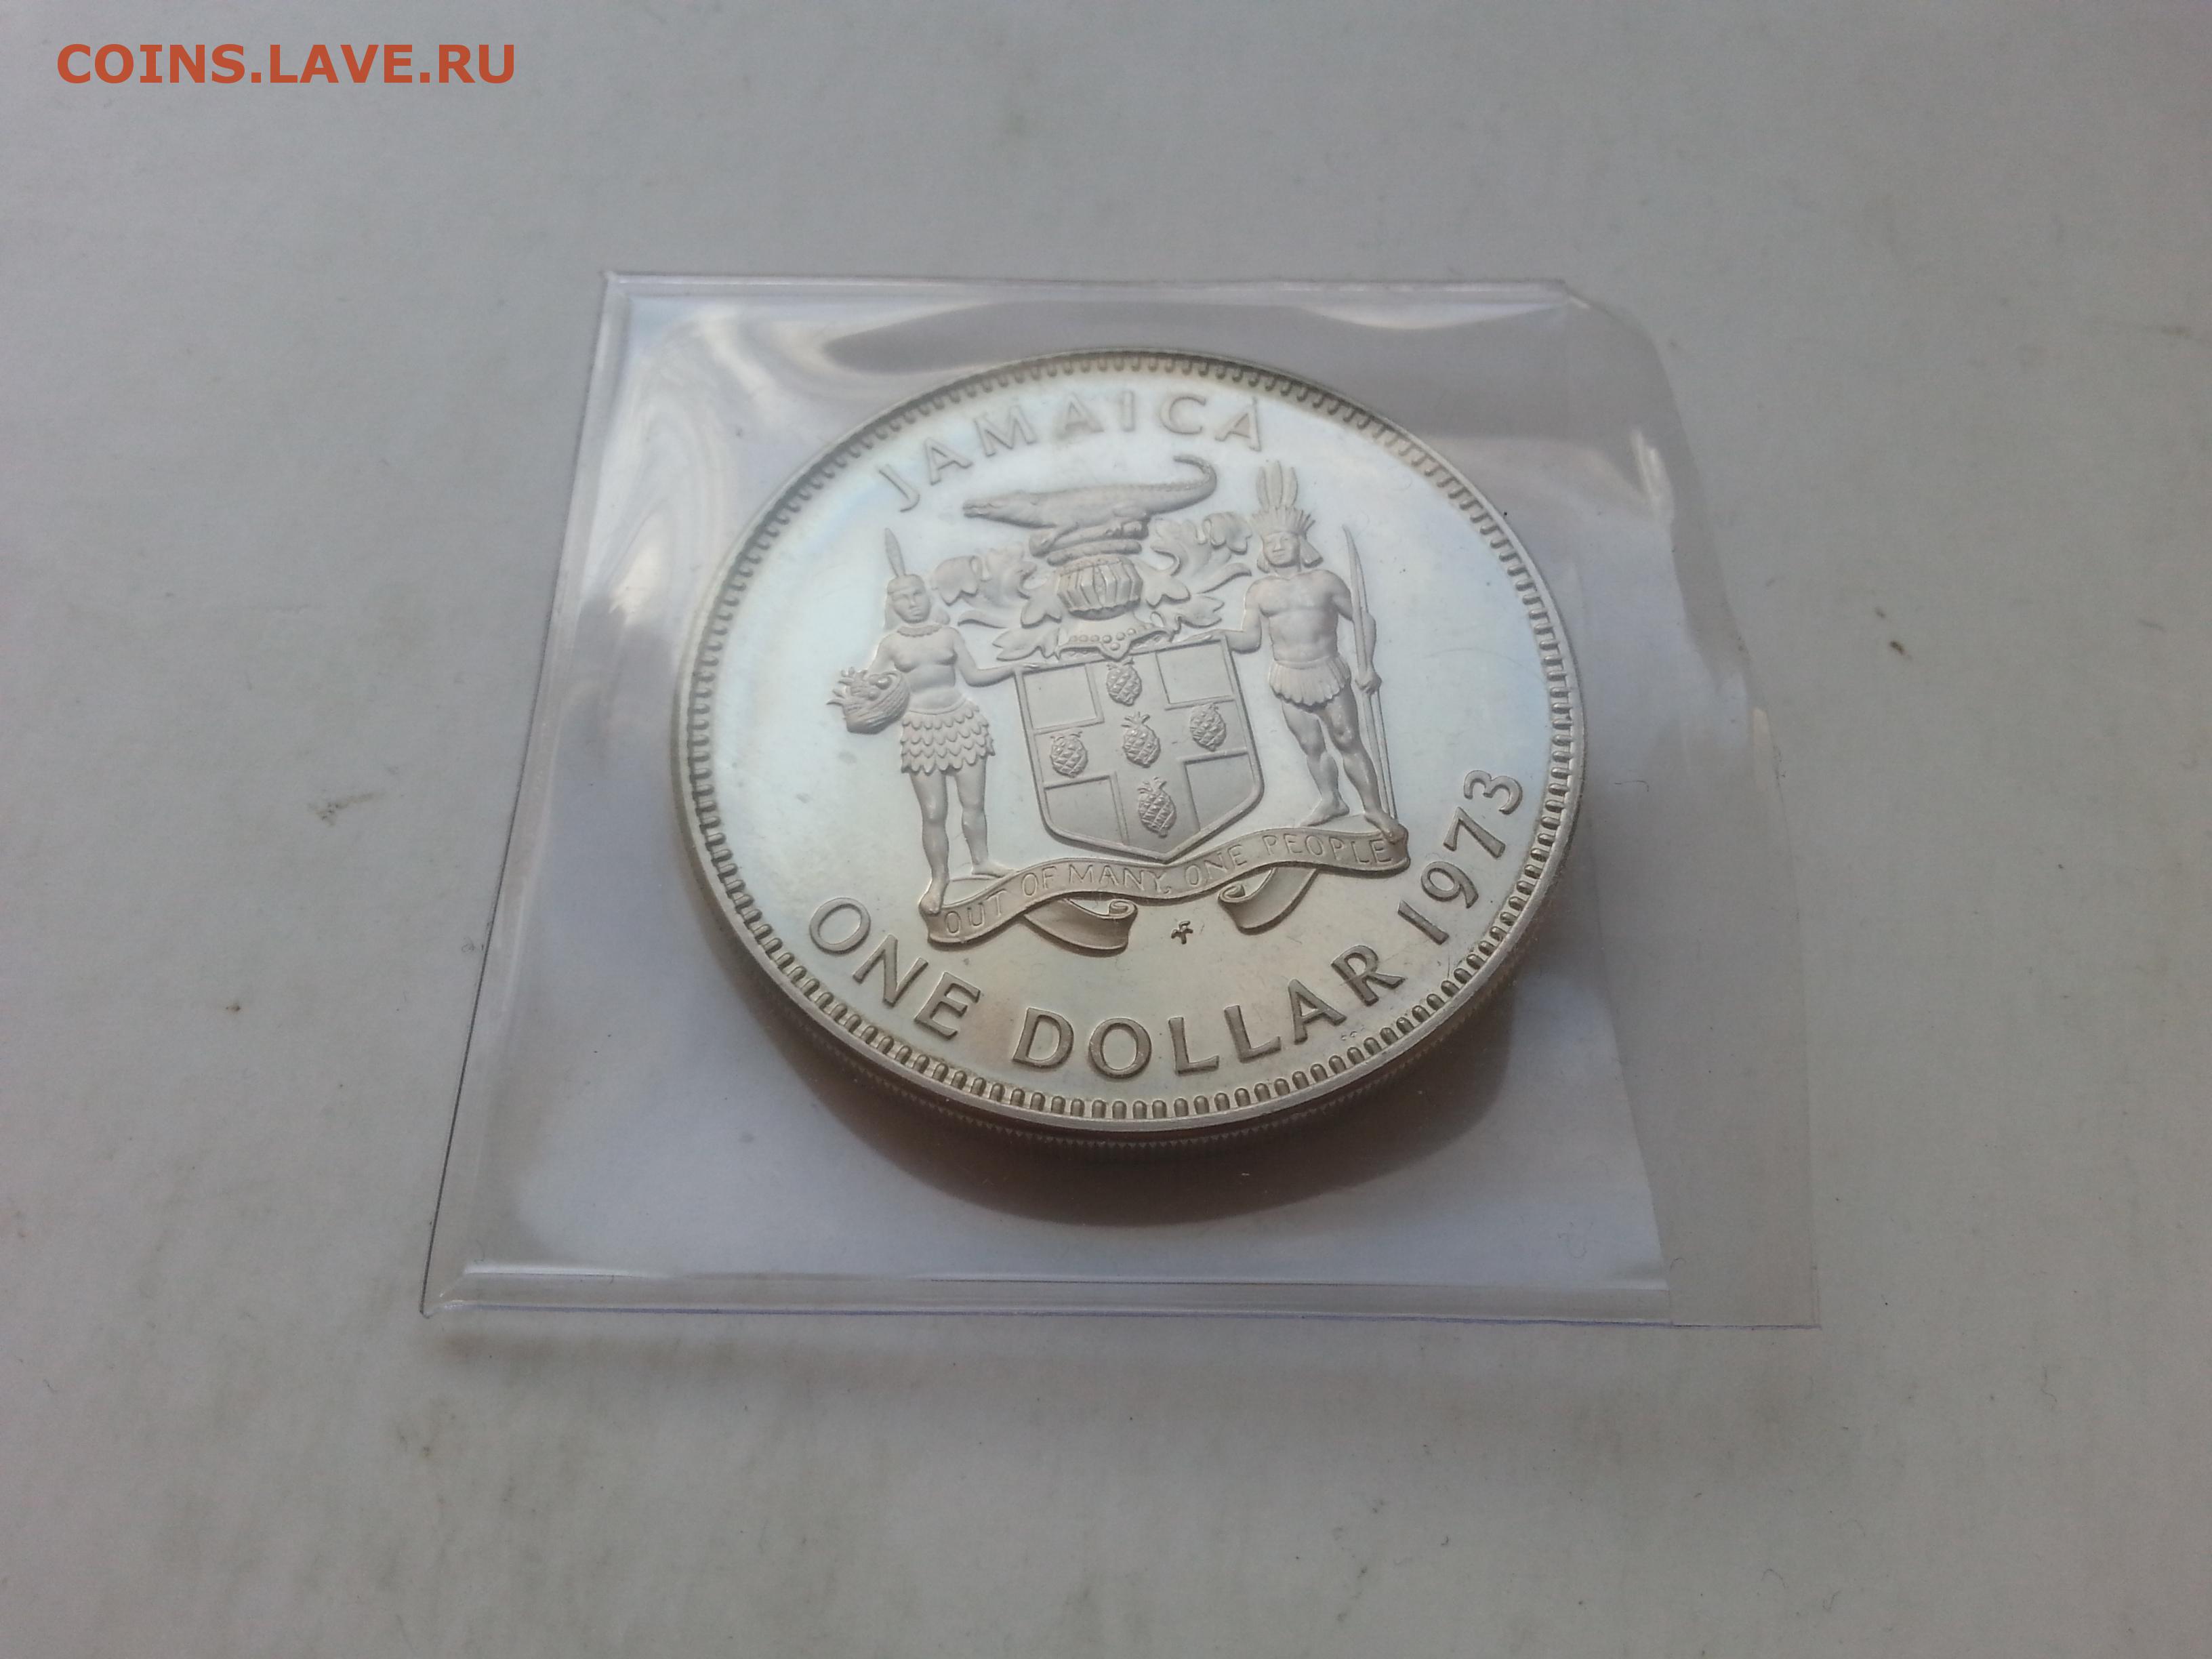 COINS.LAVE.RU
JAMAICA
OUT OF MANY, ONE PEOPLE
ONE DOLLAR 1973